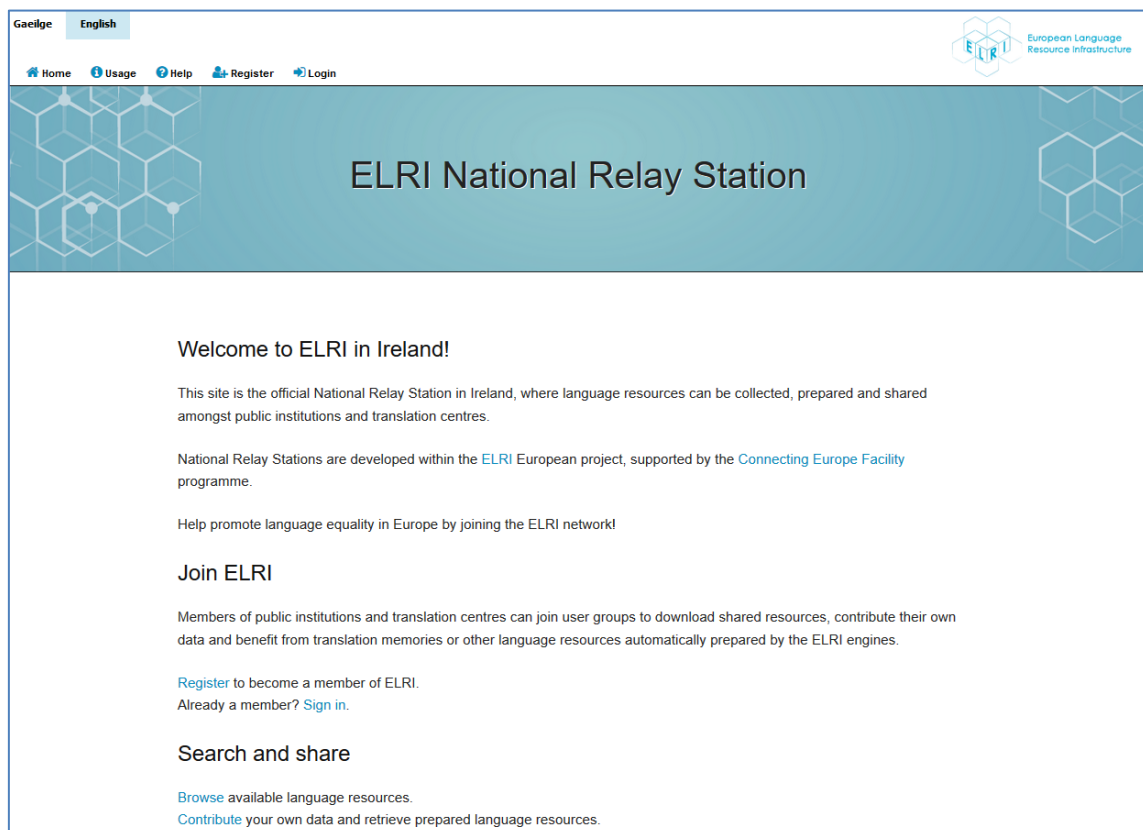 Gaeilge English
European Language
Resource Infrastructure
ELRI
Home Usage Help Register Login
ELRI National Relay Station
Welcome to ELRI in Ireland!
This site is the official National Relay Station in Ireland, where language resources can be collected, prepared and shared
amongst public institutions and translation centres.
National Relay Stations are developed within the ELRI European project, supported by the Connecting Europe Facility
programme.
Help promote language equality in Europe by joining the ELRI network!
Join ELRI
Members of public institutions and translation centres can join user groups to download shared resources, contribute their own
data and benefit from translation memories or other language resources automatically prepared by the ELRI engines.
Register to become a member of ELRI.
Already a member? Sign in.
Search and share
Browse available language resources.
Contribute your own data and retrieve prepared language resources.